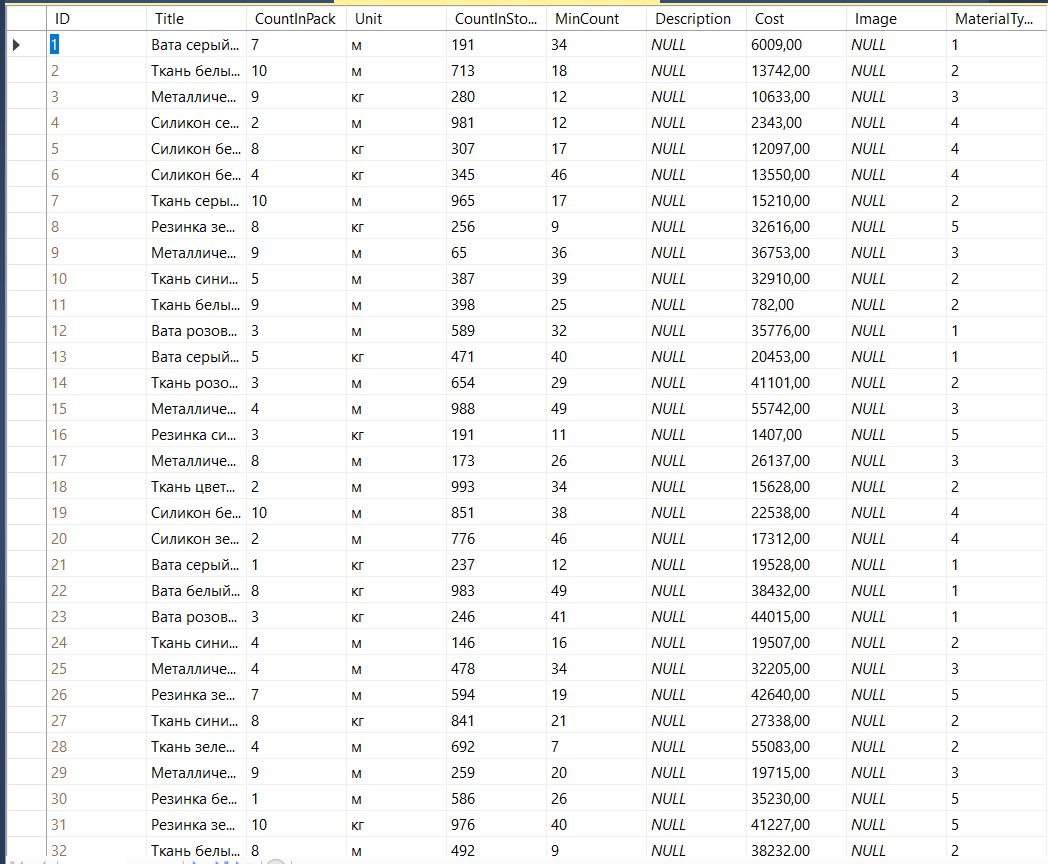 ID Title CountInPack Unit CountInSto... MinCount Description Cost Image MaterialTy...
1 Вата серый... 7 м 191 34 NULL 6009,00 NULL 1
2 Ткань белы... 10 м 713 18 NULL 13742,00 NULL 2
3 Металличе... 9 кг 280 12 NULL 10633,00 NULL 3
4 Силикон се... 2 м 981 12 NULL 2343,00 NULL 4
5 Силикон бе... 8 кг 307 17 NULL 12097,00 NULL 4
6 Силикон бе... 4 кг 345 46 NULL 13550,00 NULL 4
7 Ткань серы... 10 м 965 17 NULL 15210,00 NULL 2
8 Резинка зе... 8 кг 256 9 NULL 32616,00 NULL 5
9 Металличе... 9 м 65 36 NULL 36753,00 NULL 3
10 Ткань сини... 5 м 387 39 NULL 32910,00 NULL 2
11 Ткань белы... 9 м 398 25 NULL 782,00 NULL 2
12 Вата розов... 3 м 589 32 NULL 35776,00 NULL 1
13 Вата серый... 5 кг 471 40 NULL 20453,00 NULL 1
14 Ткань розо... 3 м 654 29 NULL 41101,00 NULL 2
15 Металличе... 4 м 988 49 NULL 55742,00 NULL 3
16 Резинка си... 3 кг 191 11 NULL 1407,00 NULL 5
17 Металличе... 8 м 173 26 NULL 26137,00 NULL 3
18 Ткань цвет... 2 м 993 34 NULL 15628,00 NULL 2
19 Силикон бе... 10 м 851 38 NULL 22538,00 NULL 4
20 Силикон зе... 2 м 776 46 NULL 17312,00 NULL 4
21 Вата серый... 1 кг 237 12 NULL 19528,00 NULL 1
22 Вата белый... 8 кг 983 49 NULL 38432,00 NULL 1
23 Вата розов... 3 кг 246 41 NULL 44015,00 NULL 1
24 Ткань сини... 4 м 146 16 NULL 19507,00 NULL 2
25 Металличе... 4 м 478 34 NULL 32205,00 NULL 3
26 Резинка зе... 7 м 594 19 NULL 42640,00 NULL 5
27 Ткань сини... 8 кг 841 21 NULL 27338,00 NULL 2
28 Ткань зеле... 4 м 692 7 NULL 55083,00 NULL 2
29 Металличе... 9 м 259 20 NULL 19715,00 NULL 3
30 Резинка бе... 1 м 586 26 NULL 35230,00 NULL 5
31 Резинка зе... 10 кг 976 40 NULL 41227,00 NULL 5
32 Ткань белы... 8 м 492 9 NULL 38232,00 NULL 2